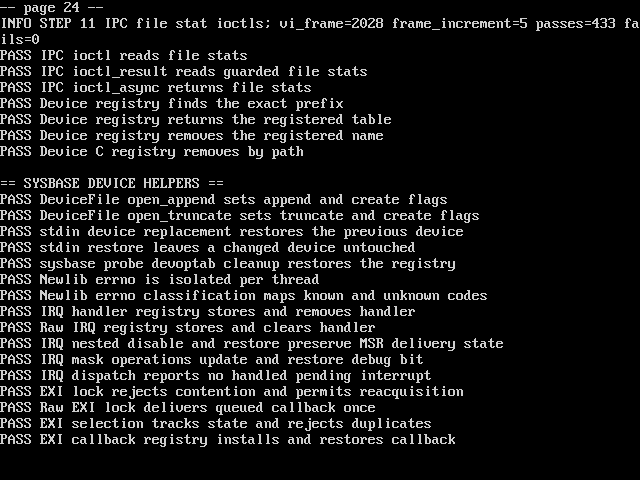 -- page 24 --
INFO STEP 11 IPC file stat ioctls; vi_frame=2028 frame_increment=5 passes=433 fa
ils=0
PASS IPC ioctl reads file stats
PASS IPC ioctl_result reads guarded file stats
PASS IPC ioctl_async returns file stats
PASS Device registry finds the exact prefix
PASS Device registry returns the registered table
PASS Device registry removes the registered name
PASS Device C registry removes by path

== SYSBASE DEVICE HELPERS ==
PASS DeviceFile open_append sets append and create flags
PASS DeviceFile open_truncate sets truncate and create flags
PASS stdin device replacement restores the previous device
PASS stdin restore leaves a changed device untouched
PASS sysbase probe devoptab cleanup restores the registry
PASS Newlib errno is isolated per thread
PASS Newlib errno classification maps known and unknown codes
PASS IRQ handler registry stores and removes handler
PASS Raw IRQ registry stores and clears handler
PASS IRQ nested disable and restore preserve MSR delivery state
PASS IRQ mask operations update and restore debug bit
PASS IRQ dispatch reports no handled pending interrupt
PASS EXI lock rejects contention and permits reacquisition
PASS Raw EXI lock delivers queued callback once
PASS EXI selection tracks state and rejects duplicates
PASS EXI callback registry installs and restores callback